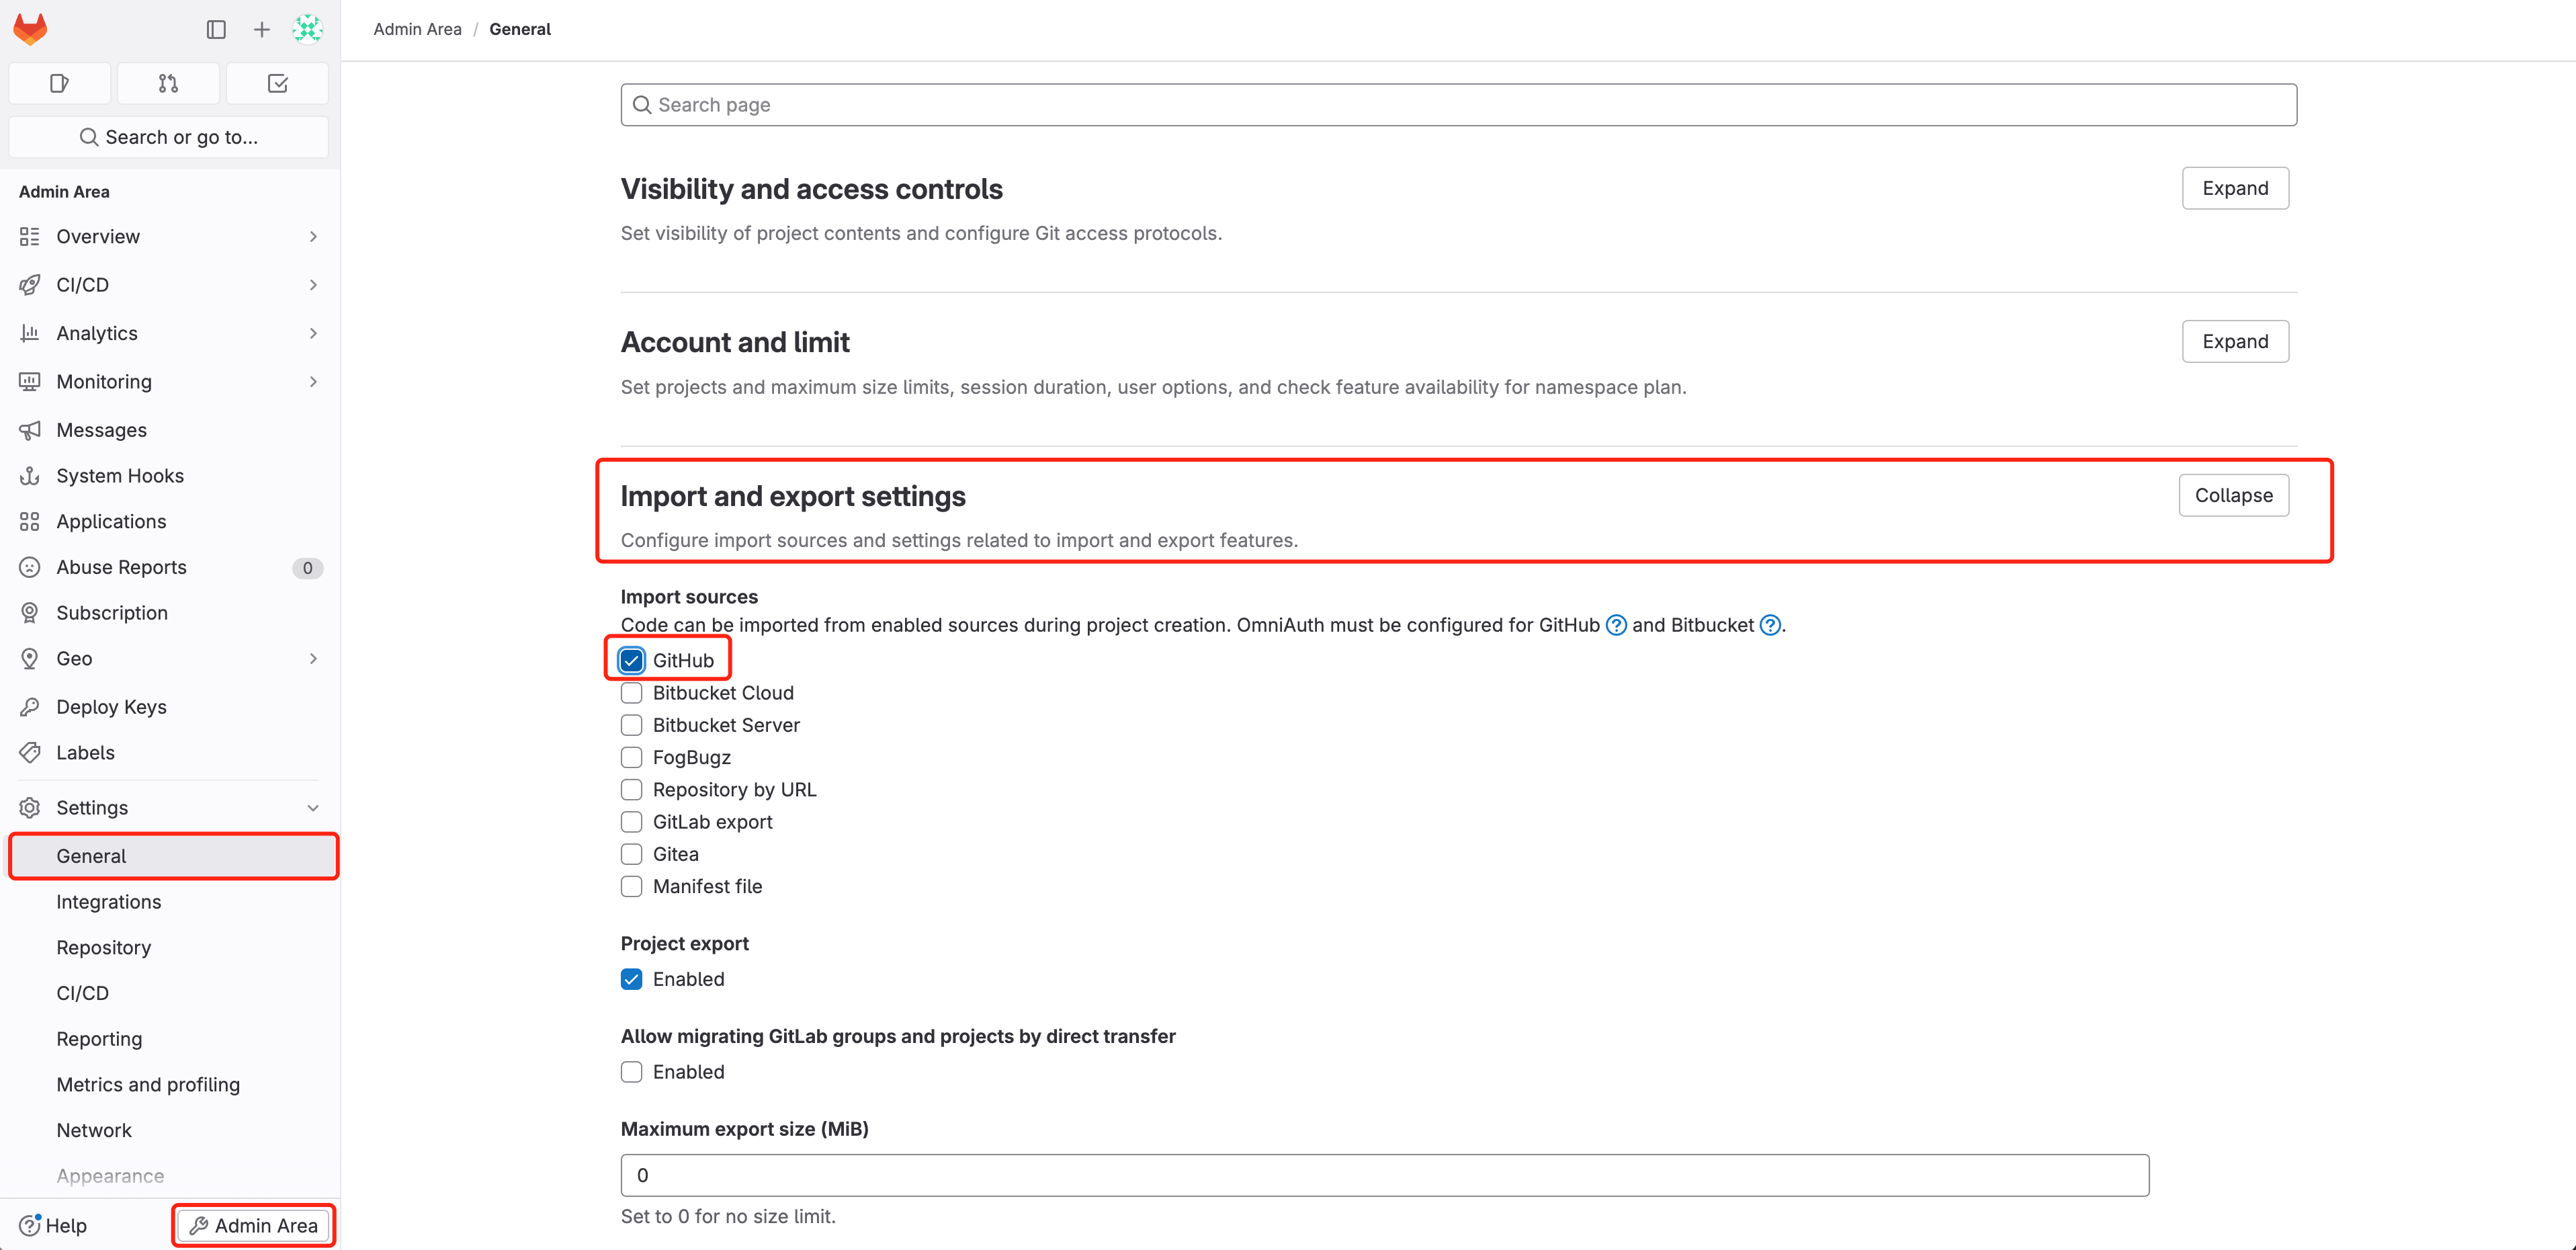 Search or go to...
Admin Area
Overview
CI/CD
Analytics
Monitoring
Messages
System Hooks
Applications
Abuse Reports 0
Subscription
Geo
Deploy Keys
Labels
Settings
General
Integrations
Repository
CI/CD
Reporting
Metrics and profiling
Network
Appearance
Help Admin Area
Admin Area / General
Search page
Visibility and access controls Expand
Set visibility of project contents and configure Git access protocols.
Account and limit Expand
Set projects and maximum size limits, session duration, user options, and check feature availability for namespace plan.
Import and export settings Collapse
Configure import sources and settings related to import and export features.
Import sources
Code can be imported from enabled sources during project creation. OmniAuth must be configured for GitHub ? and Bitbucket ?.
GitHub
Bitbucket Cloud
Bitbucket Server
FogBugz
Repository by URL
GitLab export
Gitea
Manifest file
Project export
Enabled
Allow migrating GitLab groups and projects by direct transfer
Enabled
Maximum export size (MiB)
0
Set to 0 for no size limit.